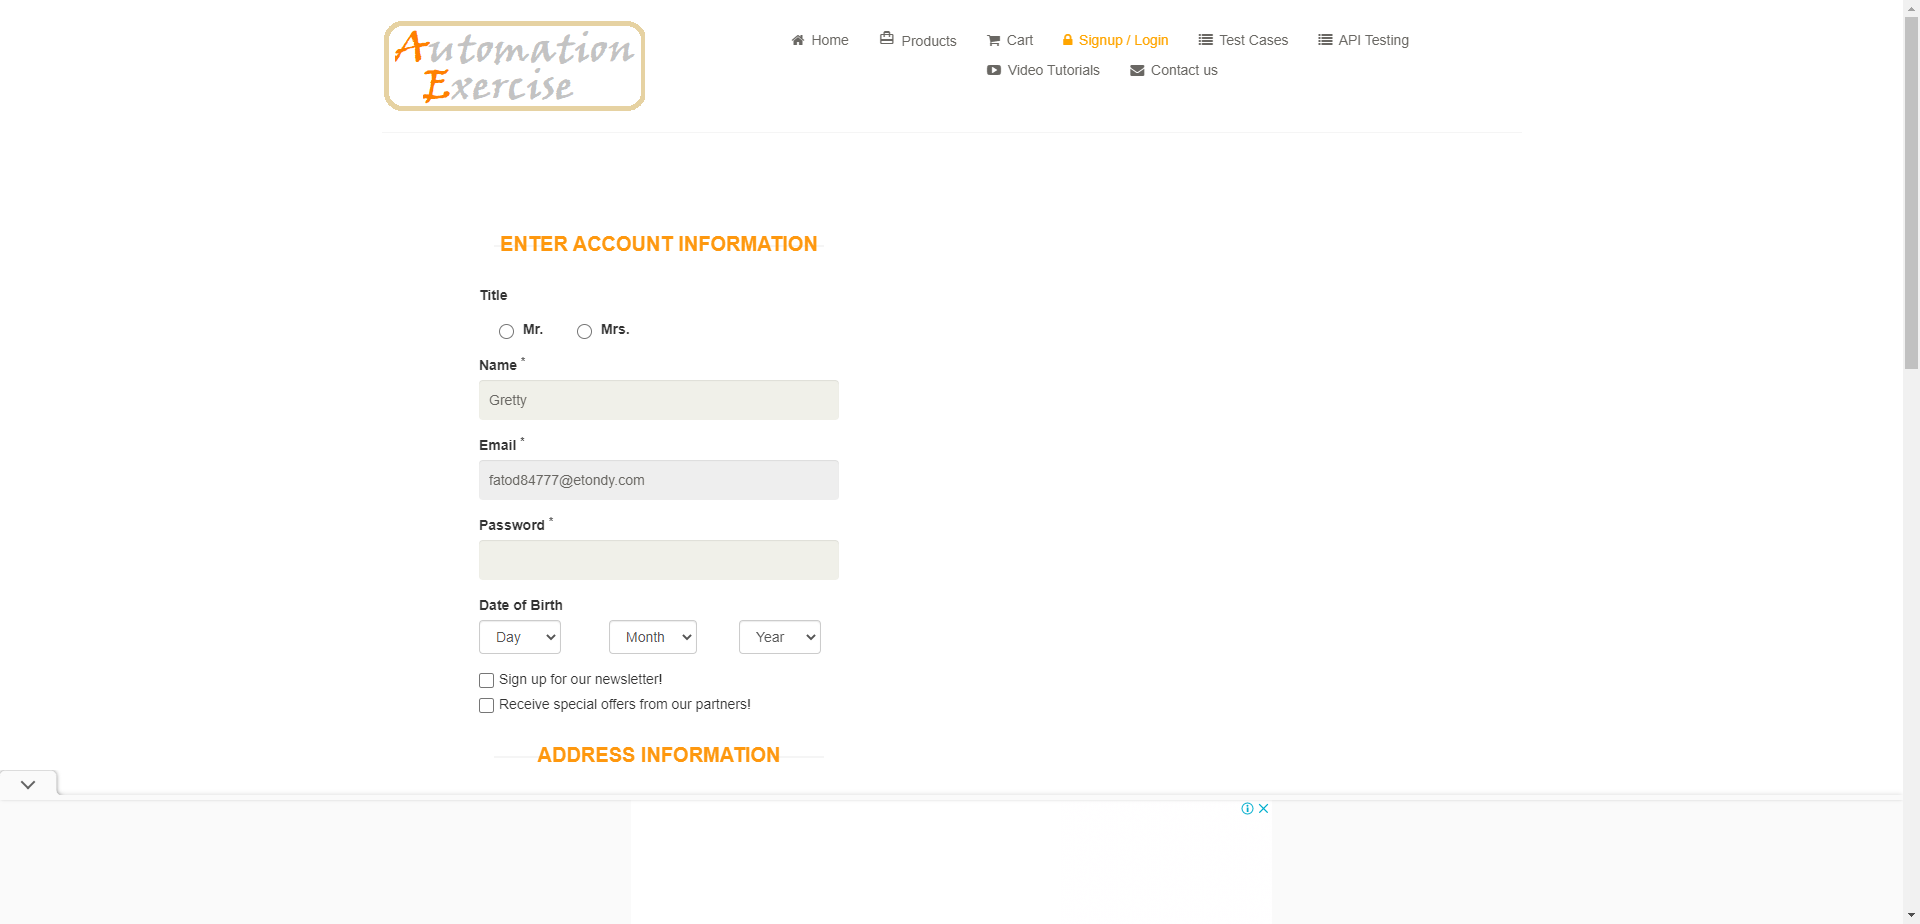 Automation
Exercise
Home
Products
Cart
Signup / Login
Test Cases
API Testing
Video Tutorials
Contact us
ENTER ACCOUNT INFORMATION
Title
Mr.
Mrs.
Name *
Gretty
Email *
fatod84777@etondy.com
Password *
Date of Birth
Day
Month
Year
Sign up for our newsletter!
Receive special offers from our partners!
ADDRESS INFORMATION